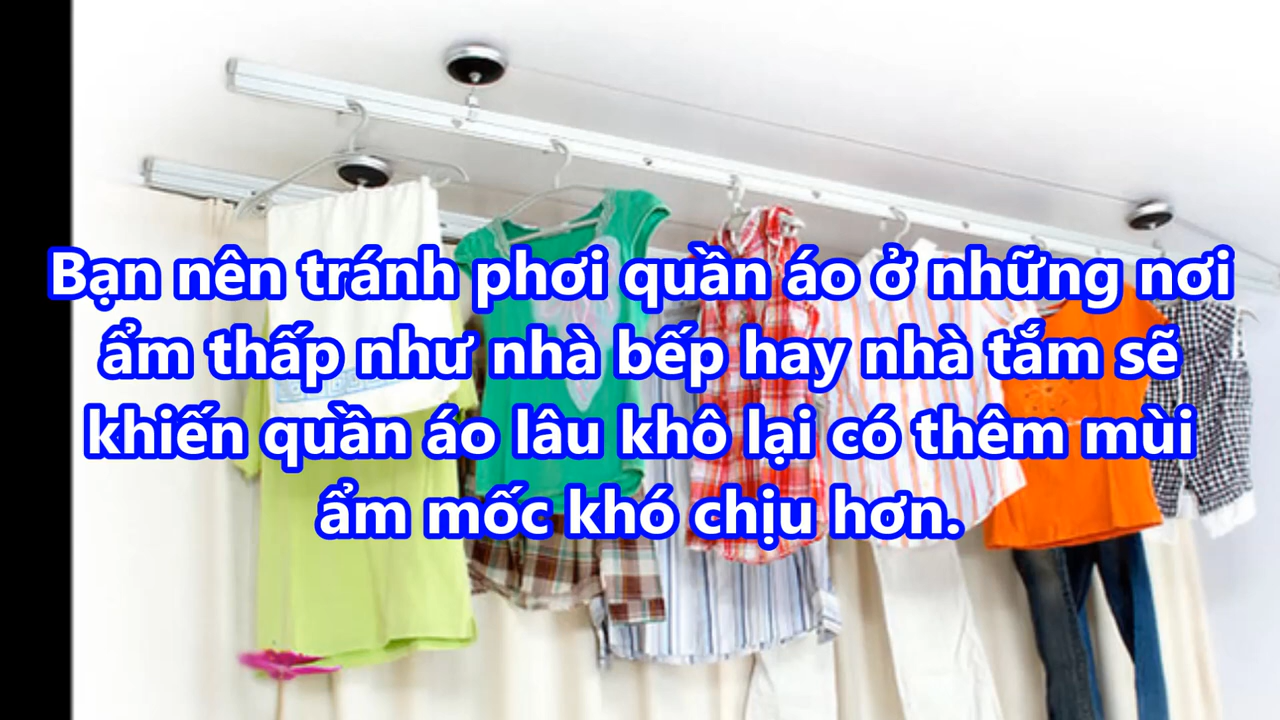 Bạn nên tránh phơi quần áo ở những nơi
ẩm thấp như nhà bếp hay nhà tắm sẽ
khiến quần áo lâu khô lại có thêm mùi
ẩm mốc khó chịu hơn.